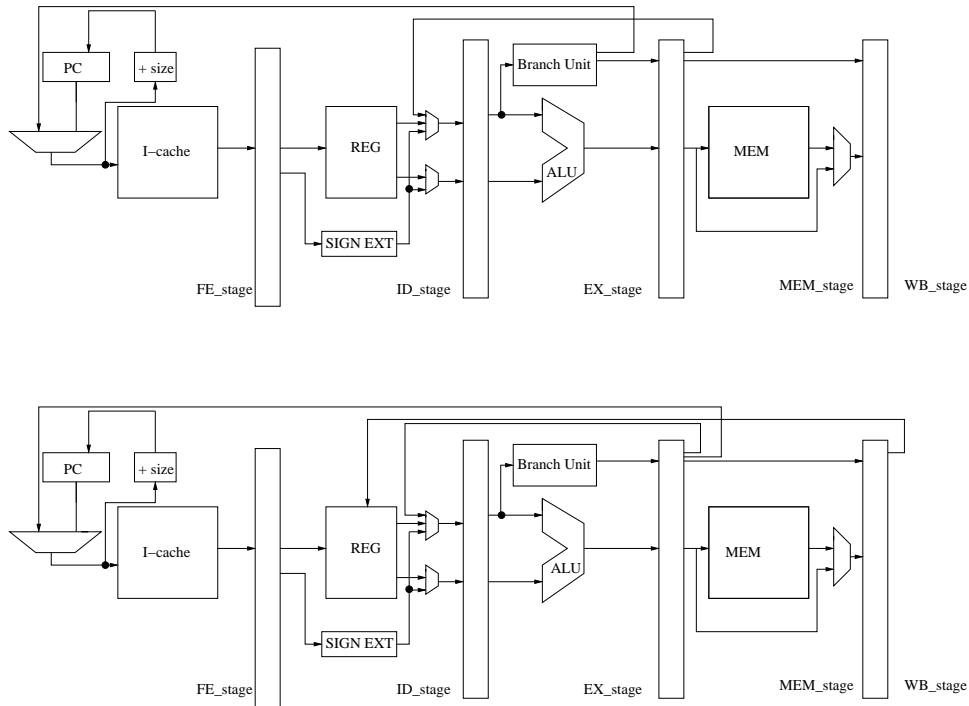 Branch Unit
PC
+ size
I-cache
REG
ALU
MEM
SIGN EXT
FE_stage
ID_stage
EX_stage
MEM_stage
WB_stage
Branch Unit
PC
+ size
I-cache
REG
ALU
MEM
SIGN EXT
FE_stage
ID_stage
EX_stage
MEM_stage
WB_stage